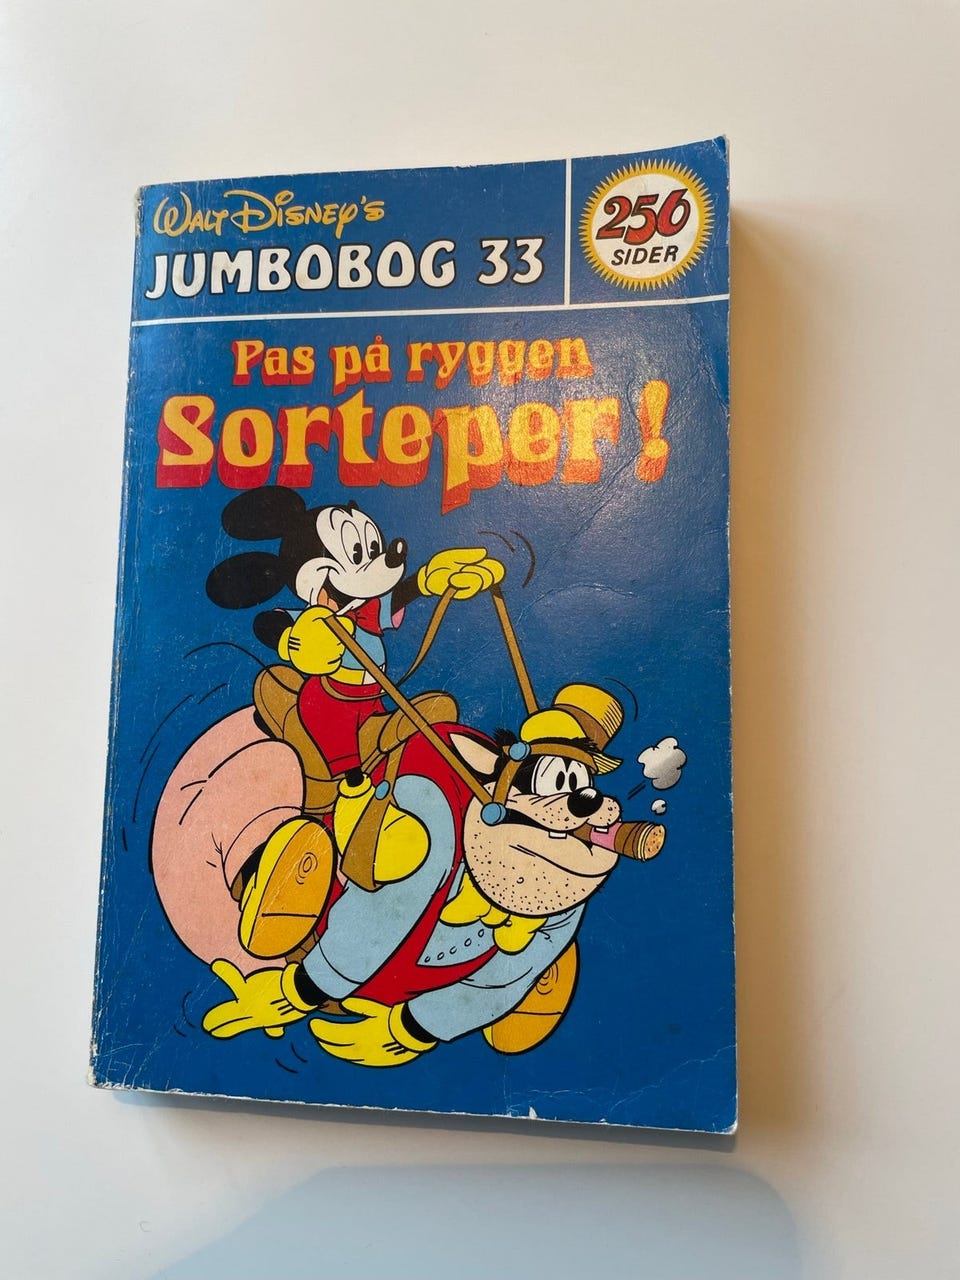 Walt Disney's
JUMBOBOG 33
256
SIDER
Pas på ryggen
Sorteper!